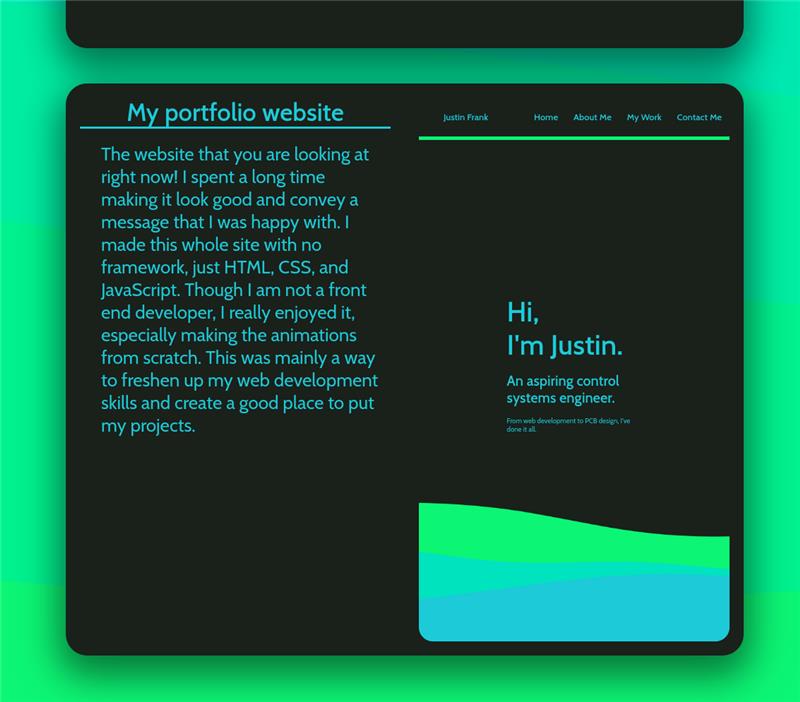 My portfolio website
The website that you are looking at
right now! I spent a long time
making it look good and convey a
message that I was happy with. I
made this whole site with no
framework, just HTML, CSS, and
JavaScript. Though I am not a front
end developer, I really enjoyed it,
especially making the animations
from scratch. This was mainly a way
to freshen up my web development
skills and create a good place to put
my projects.
Justin Frank Home About Me My Work Contact Me
Hi,
I'm Justin.
An aspiring control
systems engineer.
From web development to PCB design, I've
done it all.